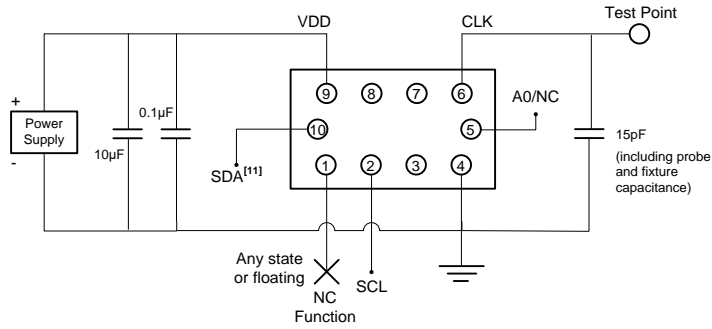 Test Point
VDD
CLK
+
Power
Supply
-
10µF
0.1µF
9
8
7
6
A0/NC
10
5
SDA[11]
1
2
3
4
15pF
(including probe
and fixture
capacitance)
Any state
or floating
NC
Function
SCL